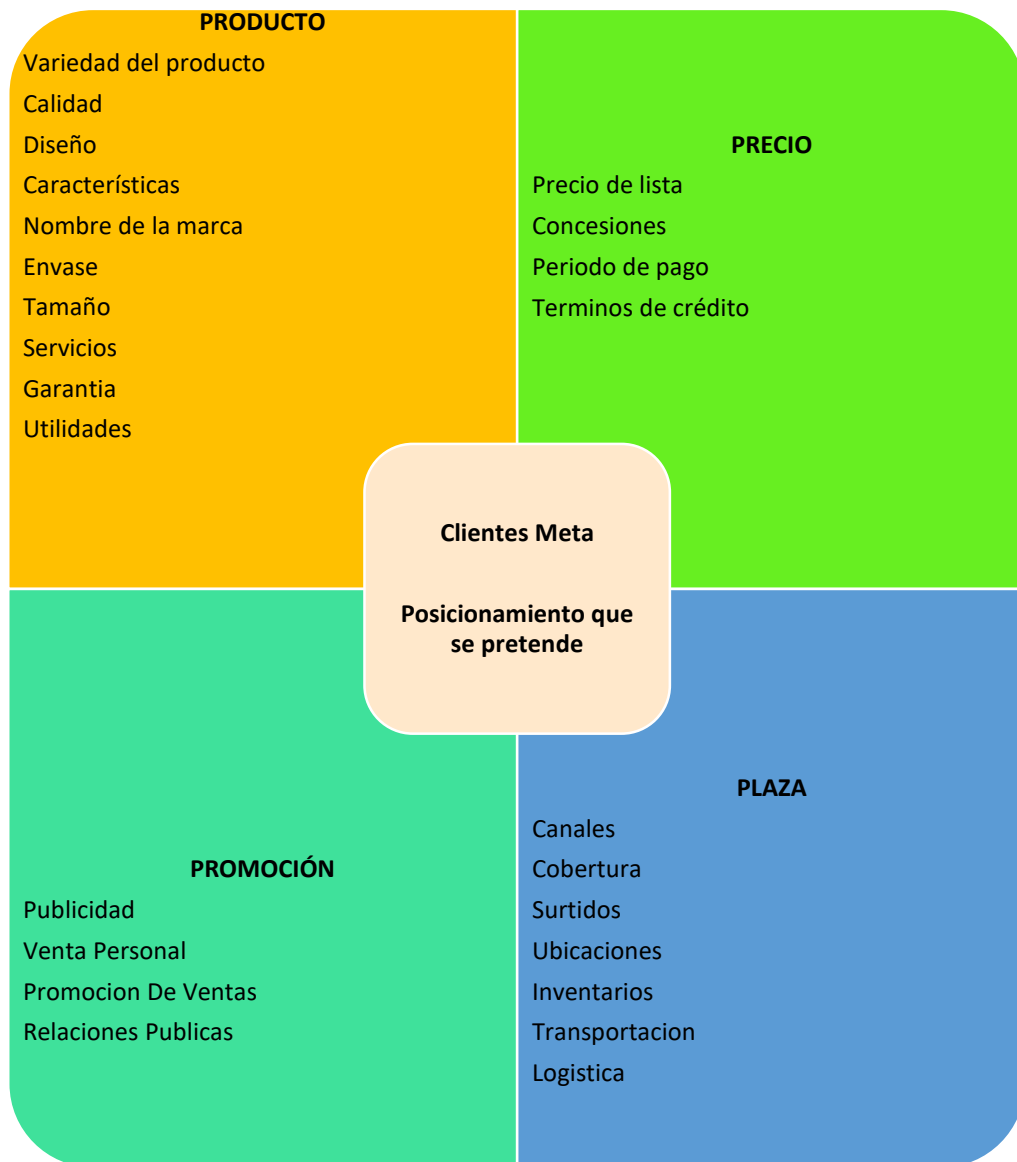 PRODUCTO
Variedad del producto
Calidad
Diseño
Características
Nombre de la marca
Envase
Tamaño
Servicios
Garantia
Utilidades
PRECIO
Precio de lista
Concesiones
Periodo de pago
Terminos de crédito
Clientes Meta
Posicionamiento que
se pretende
PROMOCIÓN
Publicidad
Venta Personal
Promocion De Ventas
Relaciones Publicas
PLAZA
Canales
Cobertura
Surtidos
Ubicaciones
Inventarios
Transportacion
Logistica